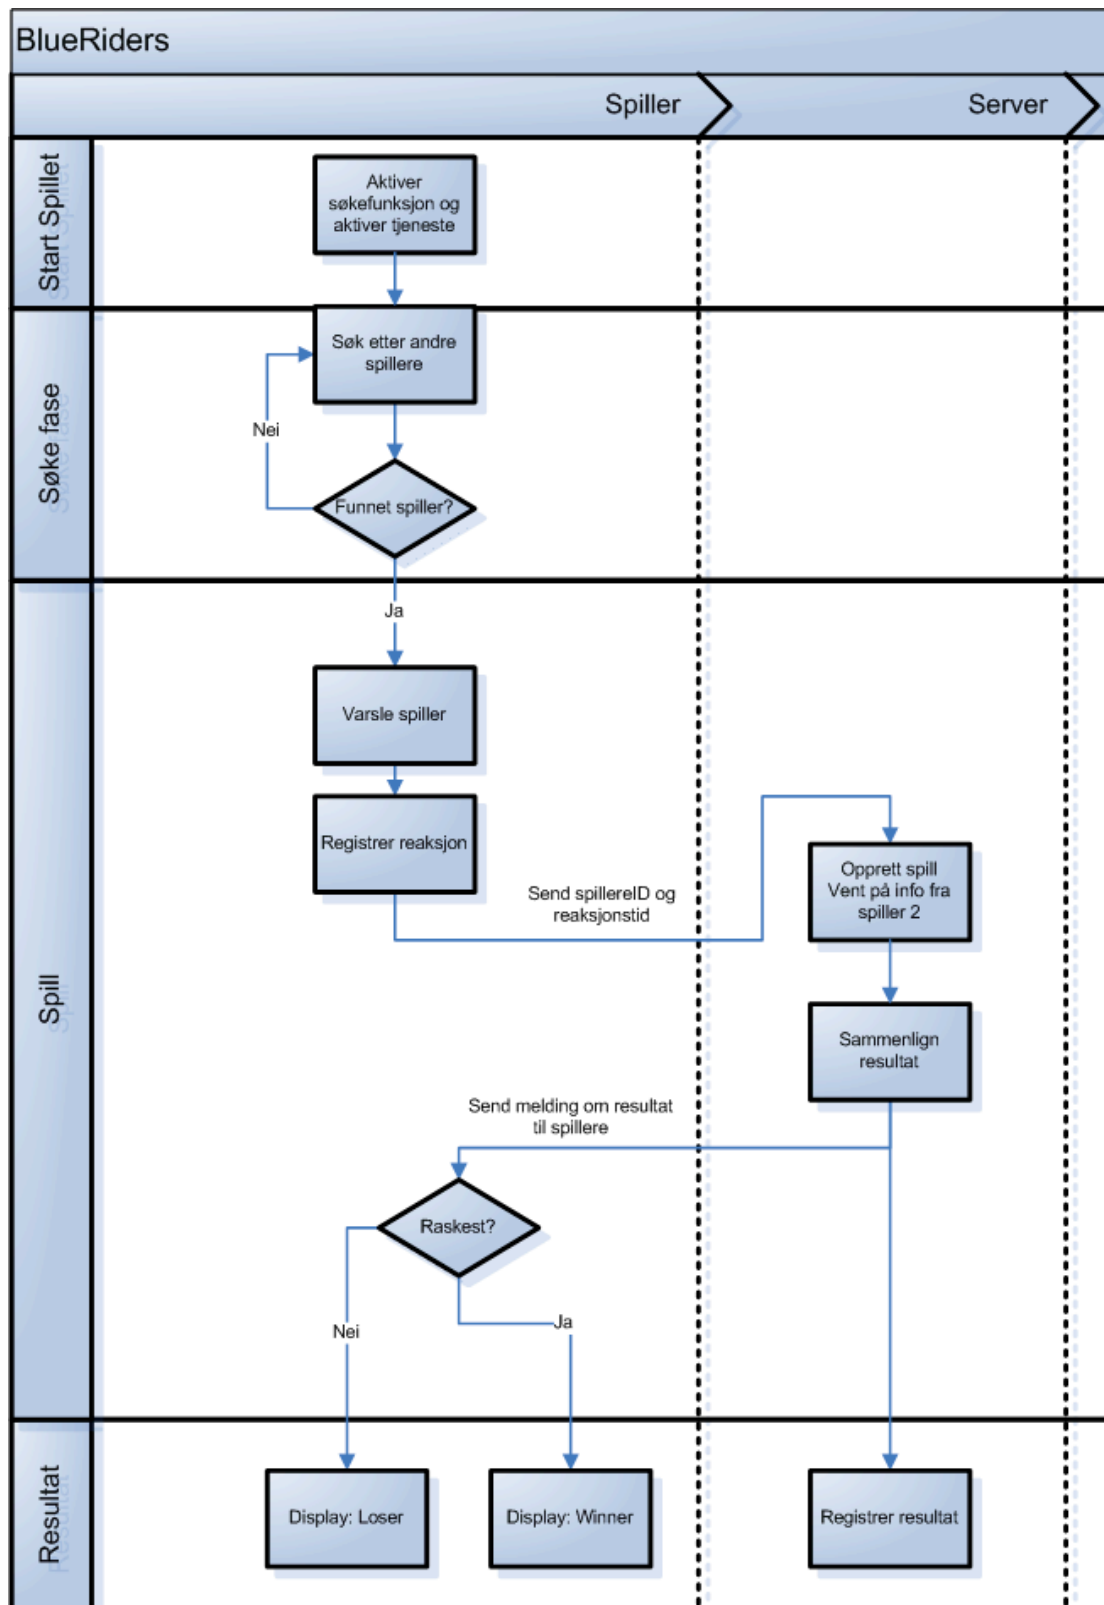 BlueRiders
Spiller
Server
Start Spillet
Aktiver
søkefunksjon og
aktiver tjeneste
Søke fase
Søk etter andre
spillere
Nei
Funnet spiller?
Spill
Ja
Varsle spiller
Registrer reaksjon
Send spillereID og
reaksjonstid
Opprett spill
Vent på info fra
spiller 2
Sammenlign
resultat
Send melding om resultat
til spillere
Raskest?
Nei
Ja
Resultat
Display: Loser
Display: Winner
Registrer resultat